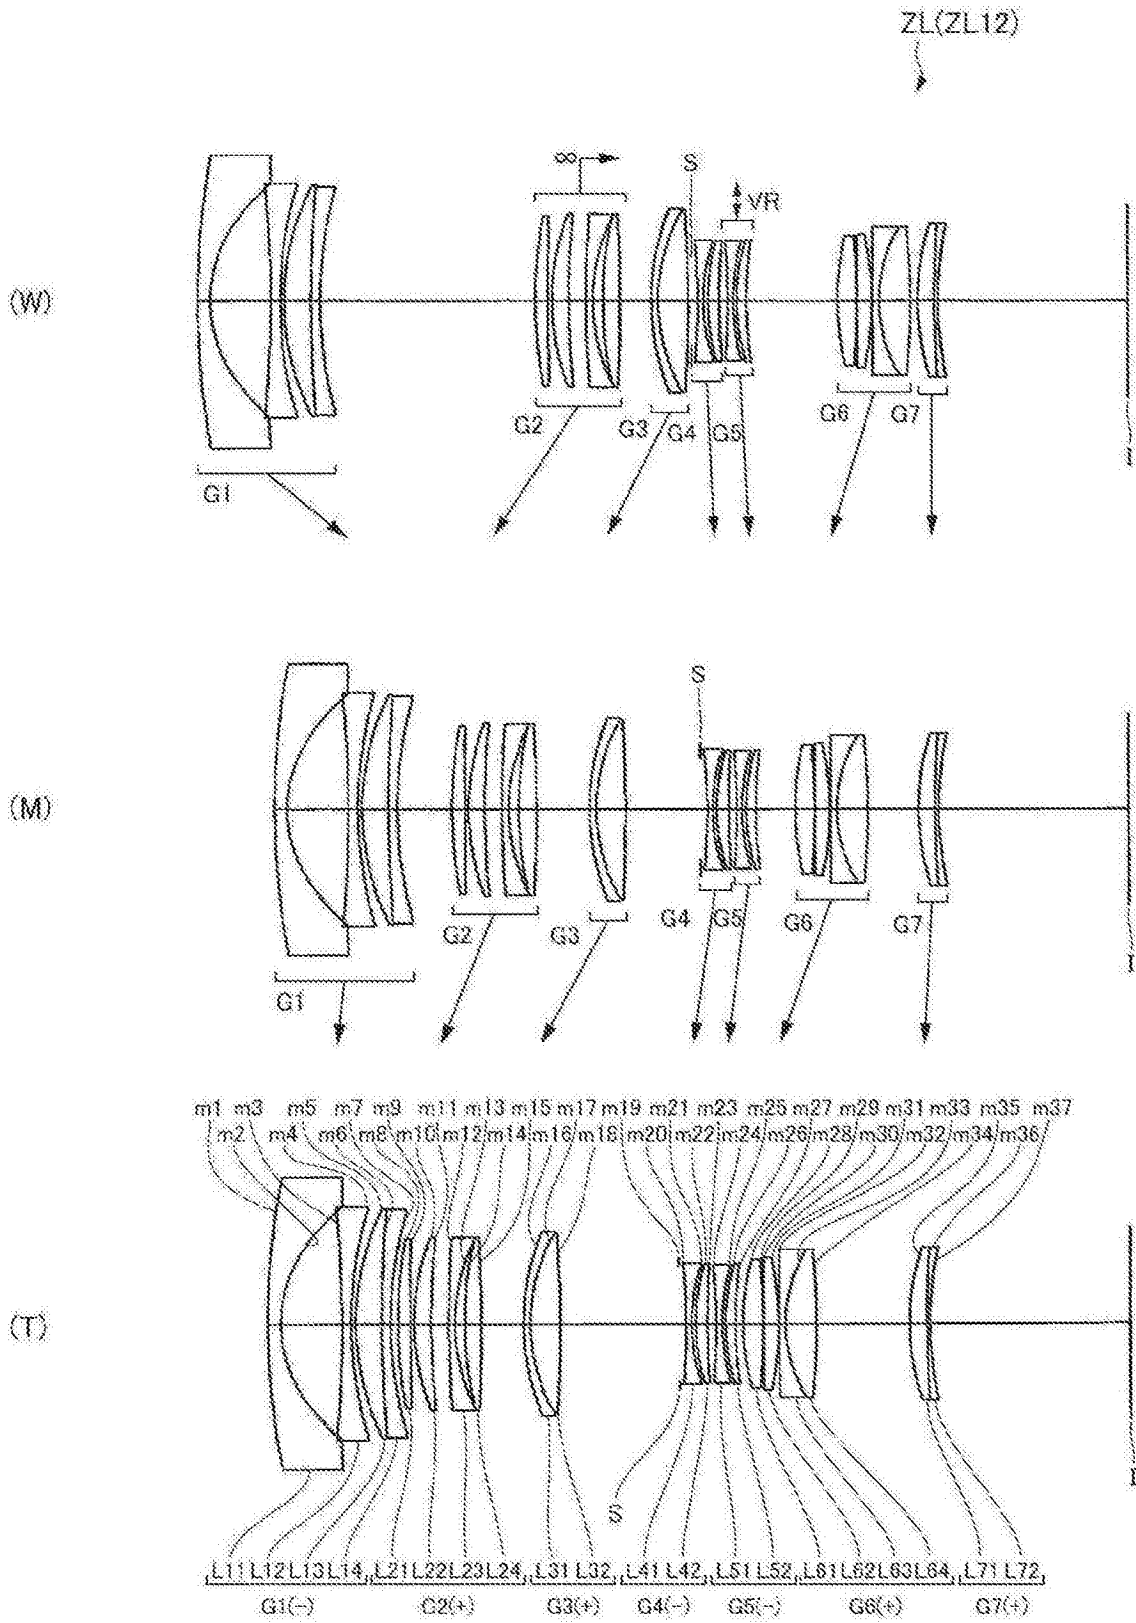 ZL(ZL12)
∞ S VR
(W)
G2 G3 G4 G5 G6 G7
G1
I
S
(M)
G2 G3 G4 G5 G6 G7
G1
I
m1 m3 m5 m7 m9 m11 m13 m15 m17 m19 m21 m23 m25 m27 m29 m31 m33 m35 m37
m2 m4 m6 m8 m10 m12 m14 m16 m18 m20 m22 m24 m26 m28 m30 m32 m34 m36
(T)
I
S
L11 L12 L13 L14 L21 L22 L23 L24 L31 L32 L41 L42 L51 L52 L61 L62 L63 L64 L71 L72
G1(-) G2(+) G3(+) G4(-) G5(-) G6(+) G7(+)